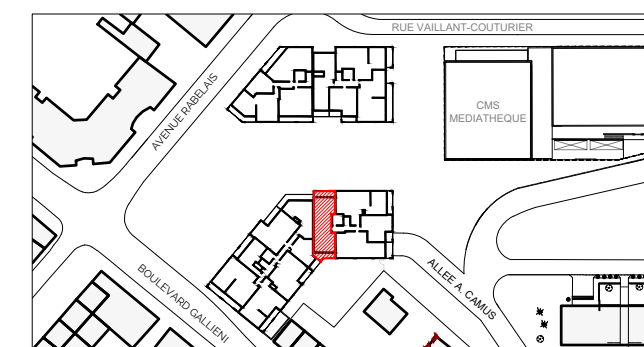 RUE VAILLANT-COUTURIER
AVENUE RABELAIS
CMS
MEDIATHEQUE
BOULEVARD GALLIENI
ALLEE A. CAMUS